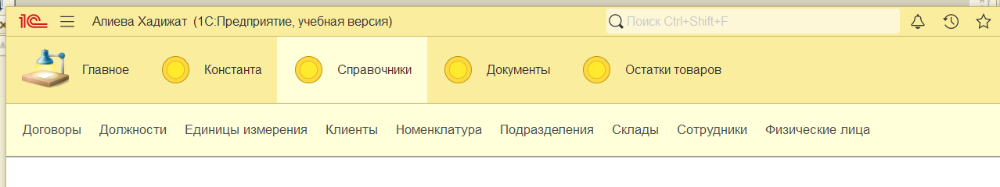 1С Алиева Хадижат (1С:Предприятие, учебная версия) Поиск Ctrl+Shift+F
Главное Константа Справочники Документы Остатки товаров
Договоры Должности Единицы измерения Клиенты Номенклатура Подразделения Склады Сотрудники Физические лица